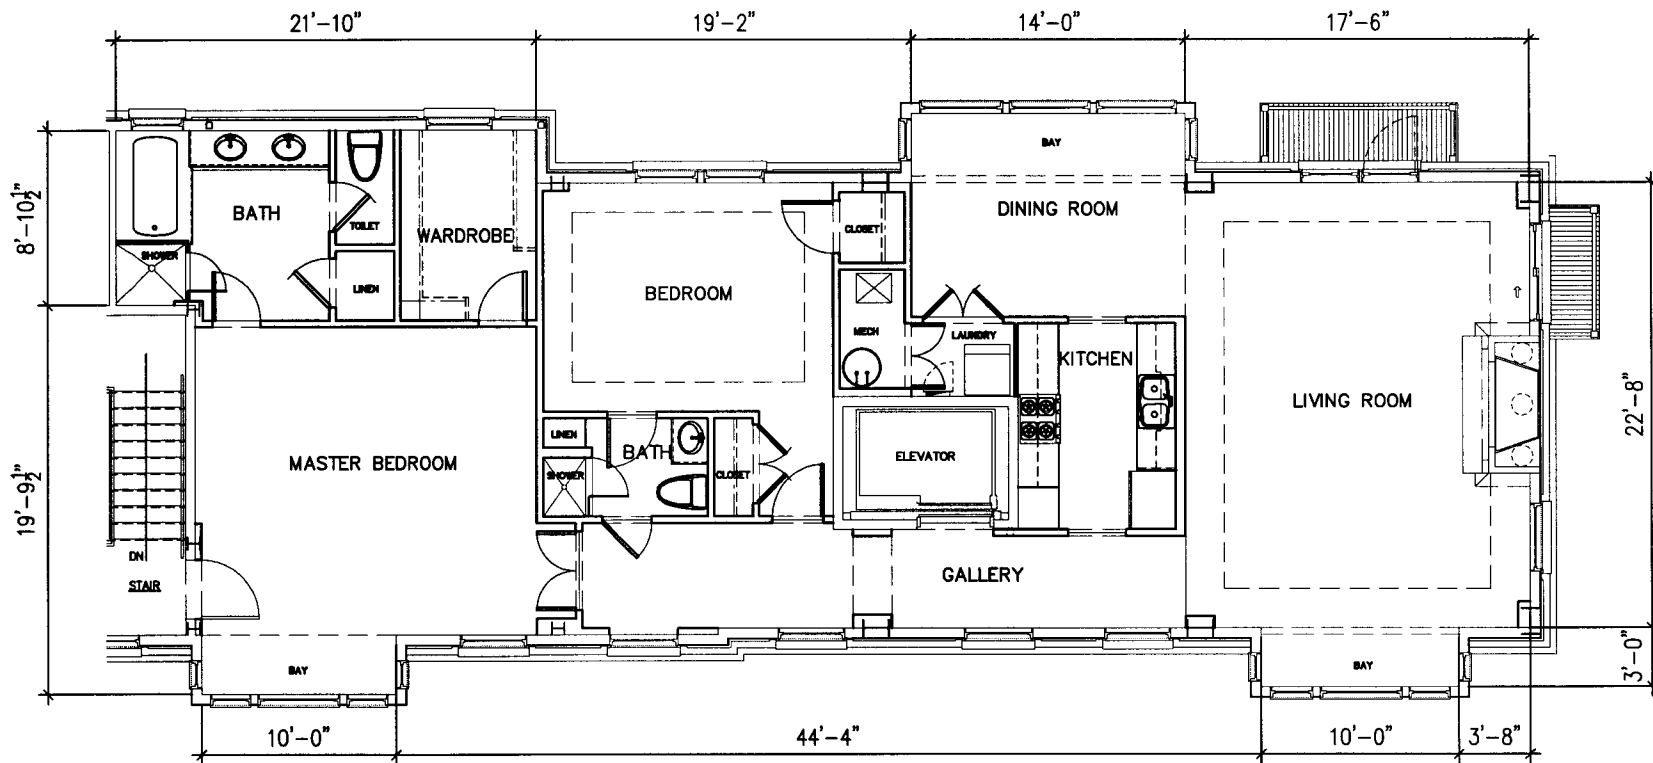 21'-10"
19'-2"
14'-0"
17'-6"
8'-10½"
19'-9½"
BAY
BATH
TOILET
WARDROBE
SHOWER
LINEN
CLOSET
DINING ROOM
BEDROOM
MECH
LAUNDRY
KITCHEN
LIVING ROOM
22'-8"
MASTER BEDROOM
LINEN
BATH
SHOWER
CLOSET
ELEVATOR
DN
STAIR
GALLERY
BAY
BAY
3'-0"
10'-0"
44'-4"
10'-0"
3'-8"